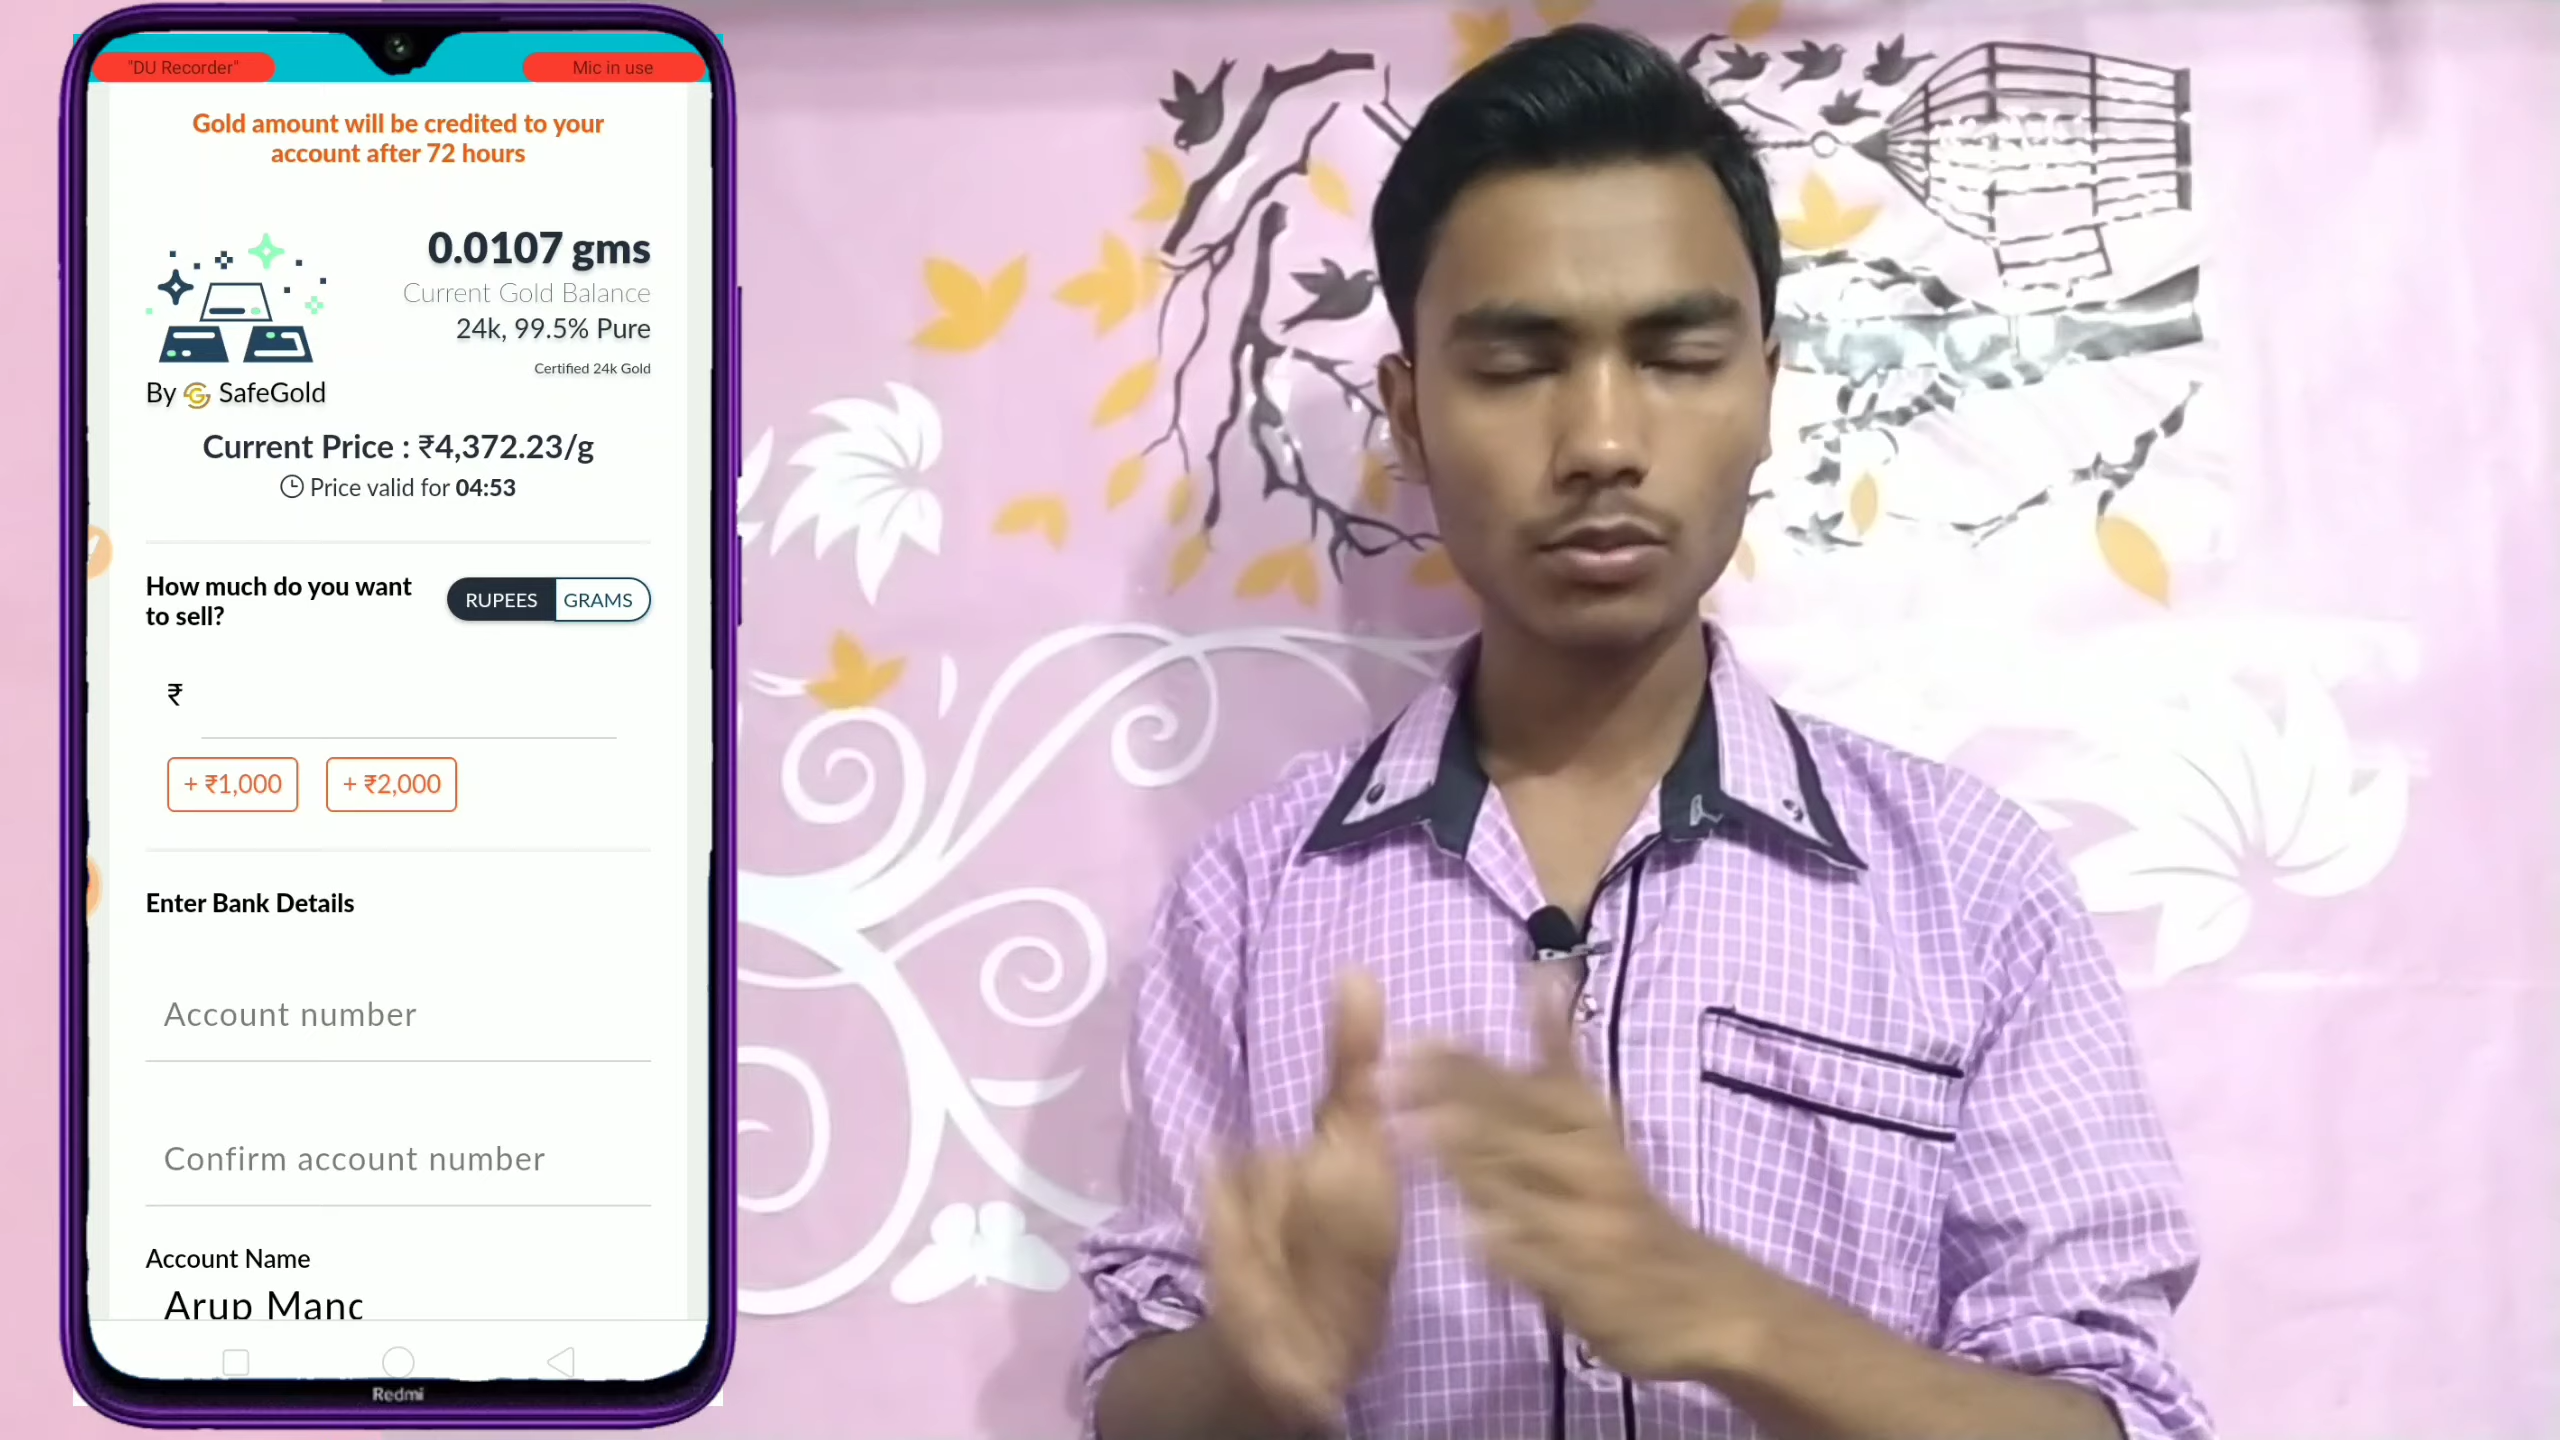 "DU Recorder"
Mic in use
Gold amount will be credited to your
account after 72 hours
0.0107 gms
Current Gold Balance
24k, 99.5% Pure
Certified 24k Gold
By SafeGold
Current Price : ₹4,372.23/g
Price valid for 04:53
How much do you want
to sell?
RUPEES
GRAMS
₹
+ ₹1,000
+ ₹2,000
Enter Bank Details
Account number
Confirm account number
Account Name
Arup Manc
Redmi